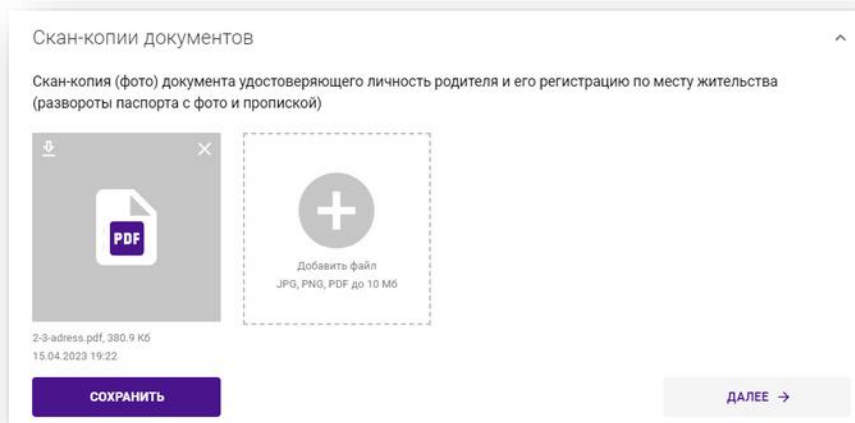 Скан-копии документов
Скан-копия (фото) документа удостоверяющего личность родителя и его регистрацию по месту жительства
(развороты паспорта с фото и пропиской)
PDF
Добавить файл
JPG, PNG, PDF до 10 Мб
2-3-adress.pdf, 380.9 Кб
15.04.2023 19:22
СОХРАНИТЬ
ДАЛЕЕ →